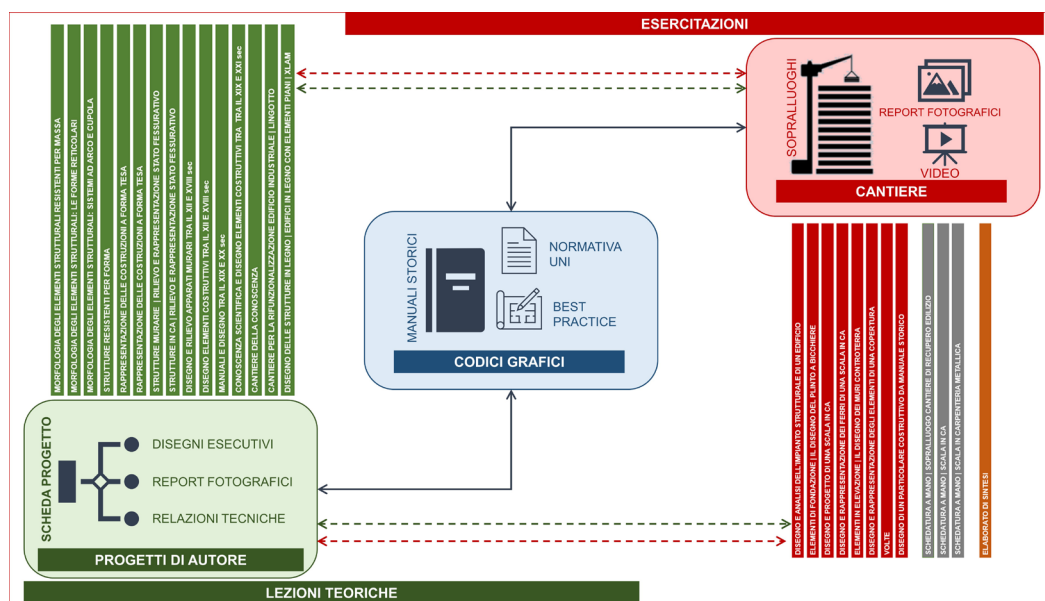 ESERCITAZIONI
MORFOLOGIA DEGLI ELEMENTI STRUTTURALI RESISTENTI PER MASSA
MORFOLOGIA DEGLI ELEMENTI STRUTTURALI: LE FORME RETICOLARI
MORFOLOGIA DEGLI ELEMENTI STRUTTURALI: SISTEMI AD ARCO E CUPOLA
STRUTTURE RESISTENTI PER FORMA
RAPPRESENTAZIONE DELLE COSTRUZIONI A FORMA TESA
RAPPRESENTAZIONE DELLE COSTRUZIONI A FORMA TESA
STRUTTURE MURARIE | RILIEVO E RAPPRESENTAZIONE STATO FESSURATIVO
STRUTTURE IN CA | RILIEVO E RAPPRESENTAZIONE STATO FESSURATIVO
DISEGNO E RILIEVO APPARATI MURARI TRA IL XII E XVIII sec
DISEGNO ELEMENTI COSTRUTTIVI TRA IL XII E XVIII sec
MANUALI E DISEGNO TRA IL XIX E XX sec
CONOSCENZA SCIENTIFICA E DISEGNO ELEMENTI COSTRUTTIVI TRA TRA IL XIX E XXI sec
CANTIERE DELLA CONOSCENZA
CANTIERE PER LA RIFUNZIONALIZZAZIONE EDIFICIO INDUSTRIALE | LINGOTTO
DISEGNO DELLE STRUTTURE IN LEGNO | EDIFICI IN LEGNO CON ELEMENTI PIANI | XLAM
SOPRALLUOGHI
REPORT FOTOGRAFICI
VIDEO
CANTIERE
MANUALI STORICI
NORMATIVA
UNI
BEST
PRACTICE
CODICI GRAFICI
SCHEDA PROGETTO
DISEGNI ESECUTIVI
REPORT FOTOGRAFICI
RELAZIONI TECNICHE
PROGETTI DI AUTORE
DISEGNO E ANALISI DELL'IMPIANTO STRUTTURALE DI UN EDIFICIO
ELEMENTI DI FONDAZIONE | IL DISEGNO DEL PLINTO A BICCHIERE
DISEGNO E PROGETTO DI UNA SCALA IN CA
DISEGNO E RAPPRESENTAZIONE DEI FERRI DI UNA SCALA IN CA
ELEMENTI IN ELEVAZIONE | IL DISEGNO DEI MURI CONTROTERRA
DISEGNO E RAPPRESENTAZIONE DEGLI ELEMENTI DI UNA COPERTURA
VOLTE
DISEGNO DI UN PARTICOLARE COSTRUTTIVO DA MANUALE STORICO
SCHEDATURA A MANO | SOPRALLUOGO CANTIERE DI RECUPERO EDILIZIO
SCHEDATURA A MANO | SCALA IN CA
SCHEDATURA A MANO | SCALA IN CARPENTERIA METALLICA
ELABORATO DI SINTESI
LEZIONI TEORICHE